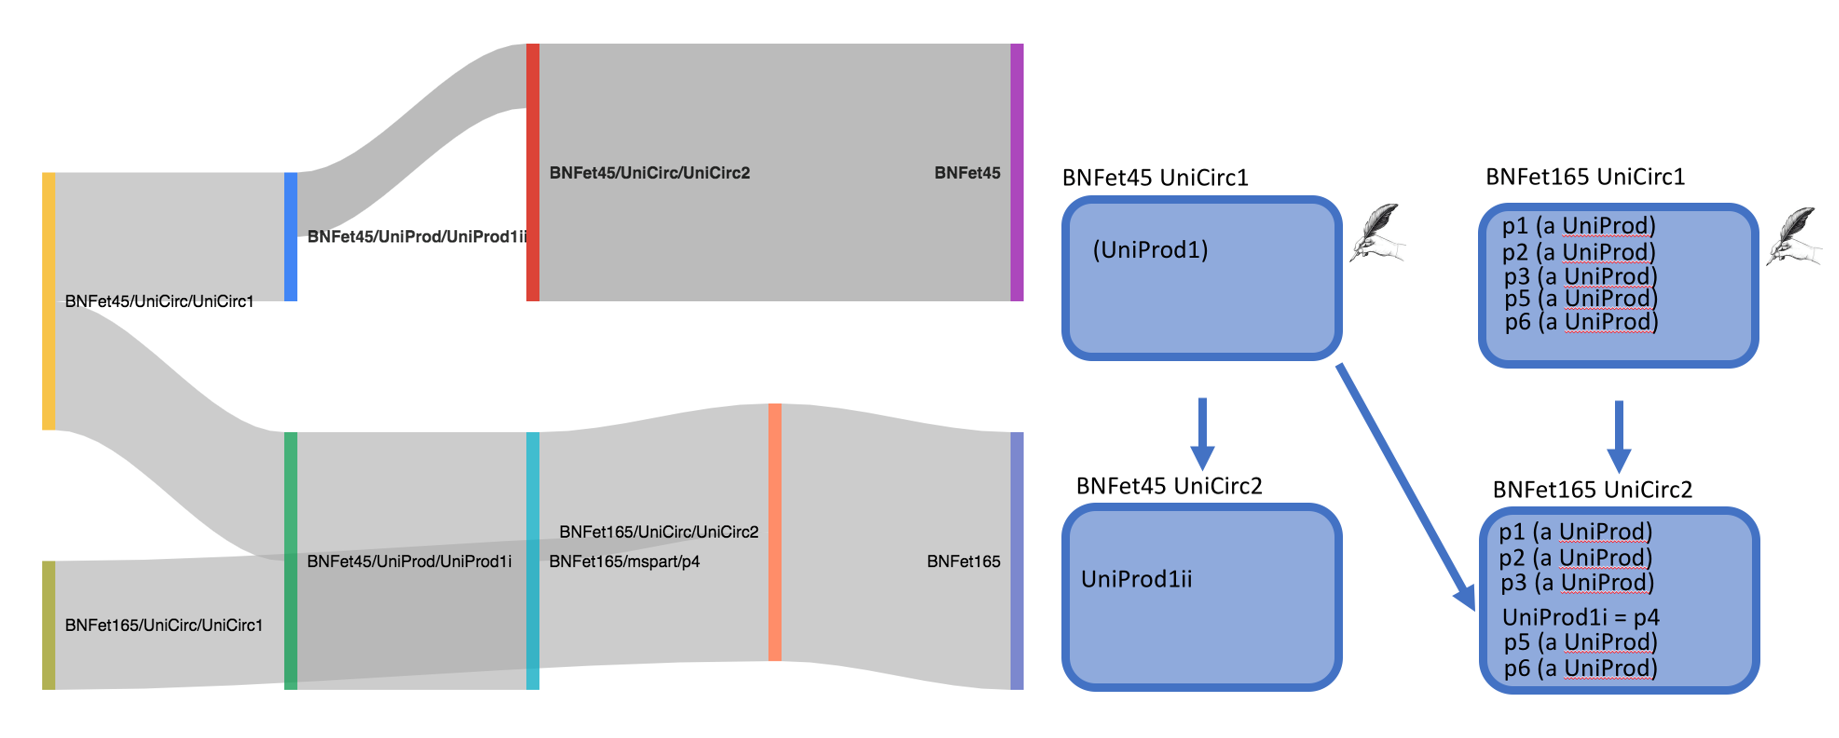 BNFet45/UniCirc/UniCirc2
BNFet45
BNFet45/UniProd/UniProd1ii
BNFet45/UniCirc/UniCirc1
BNFet165/UniCirc/UniCirc2
BNFet45/UniProd/UniProd1i
BNFet165/mspart/p4
BNFet165
BNFet165/UniCirc/UniCirc1
BNFet45 UniCirc1
(UniProd1)
BNFet165 UniCirc1
p1 (a UniProd)
p2 (a UniProd)
p3 (a UniProd)
p5 (a UniProd)
p6 (a UniProd)
BNFet45 UniCirc2
UniProd1ii
BNFet165 UniCirc2
p1 (a UniProd)
p2 (a UniProd)
p3 (a UniProd)
UniProd1i = p4
p5 (a UniProd)
p6 (a UniProd)